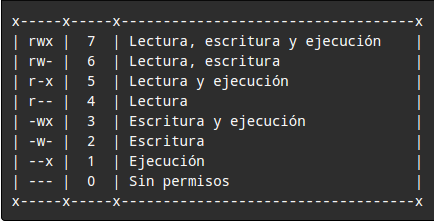 x-----x-----x-----------------------------------x
| rwx |  7  | Lectura, escritura y ejecución    |
| rw- |  6  | Lectura, escritura                |
| r-x |  5  | Lectura y ejecución               |
| r-- |  4  | Lectura                           |
| -wx |  3  | Escritura y ejecución             |
| -w- |  2  | Escritura                         |
| --x |  1  | Ejecución                         |
| --- |  0  | Sin permisos                      |
x-----x-----x-----------------------------------x